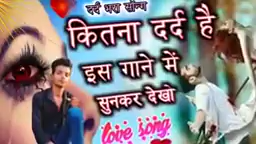 दर्द भरा सोन्ग
कितना दर्द है
इस गाने में
सुनकर देखो
love song